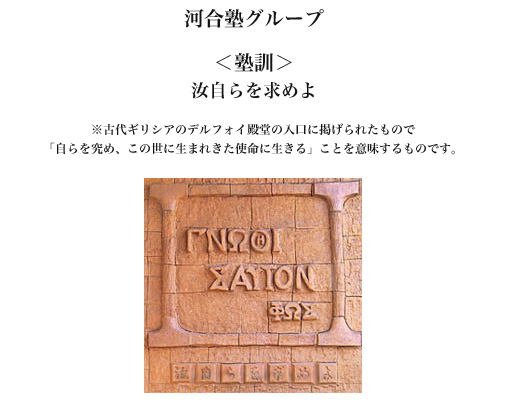 河合塾グループ
＜塾訓＞
汝自らを求めよ
※古代ギリシアのデルフォイ殿堂の入口に掲げられたもので
「自らを究め、この世に生まれきた使命に生きる」ことを意味するものです。
ΓΝΩΘΙ
ΣΑΥΤΟΝ
ΦΩΣ
汝自らを求めよ